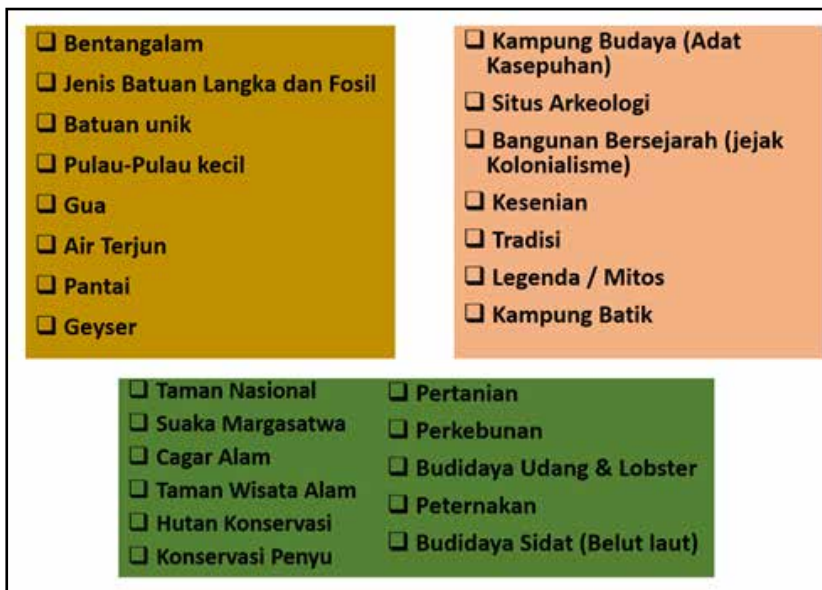 ❑ Bentangalam
❑ Jenis Batuan Langka dan Fosil
❑ Batuan unik
❑ Pulau-Pulau kecil
❑ Gua
❑ Air Terjun
❑ Pantai
❑ Geyser
❑ Kampung Budaya (Adat
Kasepuhan)
❑ Situs Arkeologi
❑ Bangunan Bersejarah (jejak
Kolonialisme)
❑ Kesenian
❑ Tradisi
❑ Legenda / Mitos
❑ Kampung Batik
❑ Taman Nasional
❑ Suaka Margasatwa
❑ Cagar Alam
❑ Taman Wisata Alam
❑ Hutan Konservasi
❑ Konservasi Penyu
❑ Pertanian
❑ Perkebunan
❑ Budidaya Udang & Lobster
❑ Peternakan
❑ Budidaya Sidat (Belut laut)